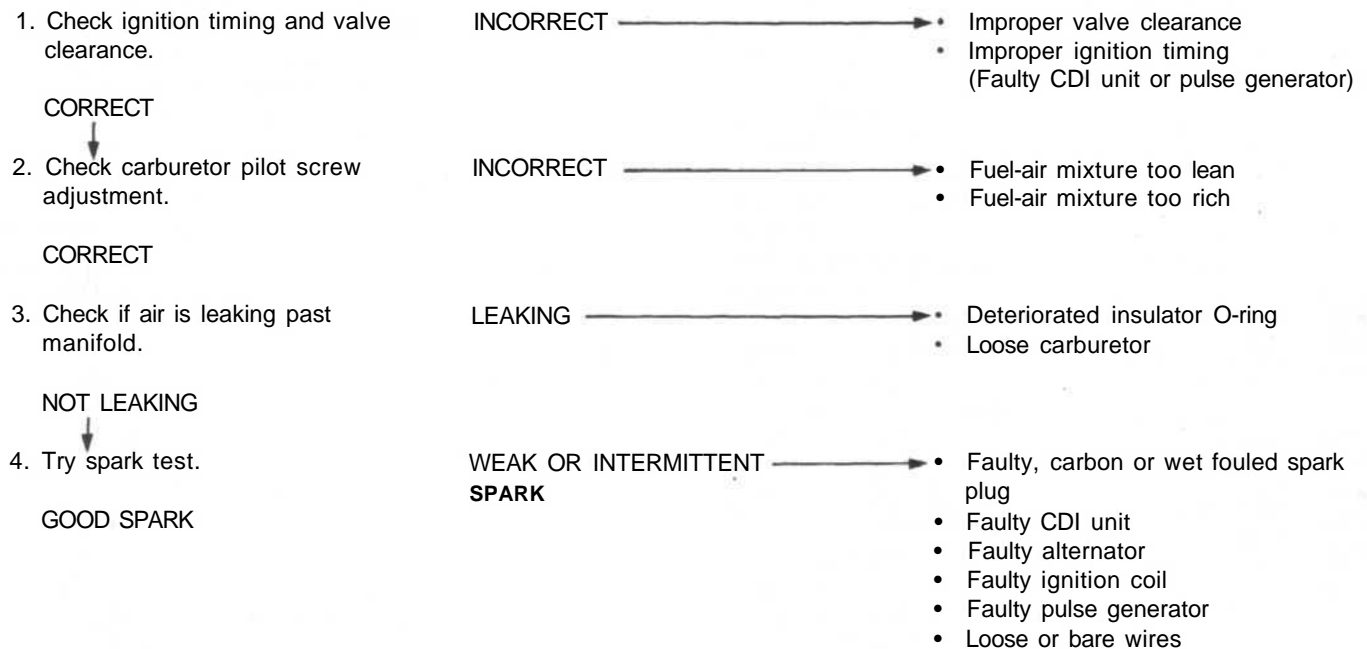 1. Check ignition timing and valve
clearance.
INCORRECT
• Improper valve clearance
• Improper ignition timing
(Faulty CDI unit or pulse generator)
CORRECT
2. Check carburetor pilot screw
adjustment.
INCORRECT
• Fuel-air mixture too lean
• Fuel-air mixture too rich
CORRECT
3. Check if air is leaking past
manifold.
LEAKING
• Deteriorated insulator O-ring
• Loose carburetor
NOT LEAKING
4. Try spark test.
WEAK OR INTERMITTENT
SPARK
• Faulty, carbon or wet fouled spark
plug
• Faulty CDI unit
• Faulty alternator
• Faulty ignition coil
• Faulty pulse generator
• Loose or bare wires
GOOD SPARK